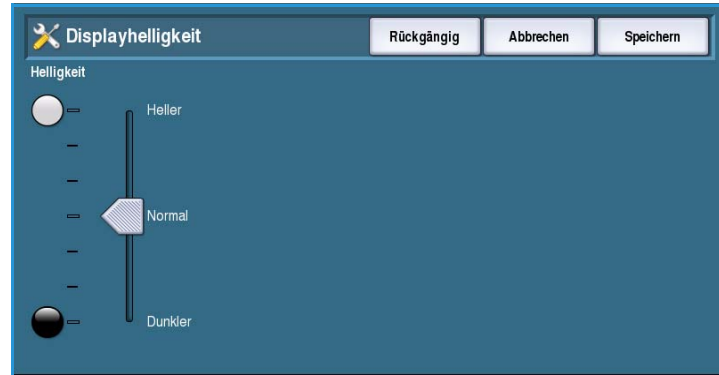 Displayhelligkeit
Rückgängig
Abbrechen
Speichern
Helligkeit
Heller
Normal
Dunkler